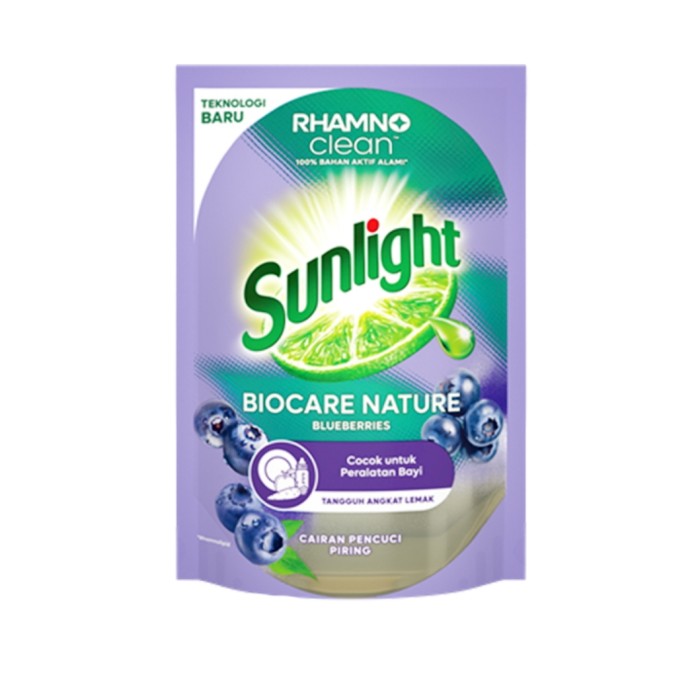 TEKNOLOGI
BARU
RHAMNO
clean™
100% BAHAN AKTIF ALAMI*
Sunlight
BIOCARE NATURE
BLUEBERRIES
Cocok untuk
Peralatan Bayi
TANGGUH ANGKAT LEMAK
CAIRAN PENCUCI
PIRING